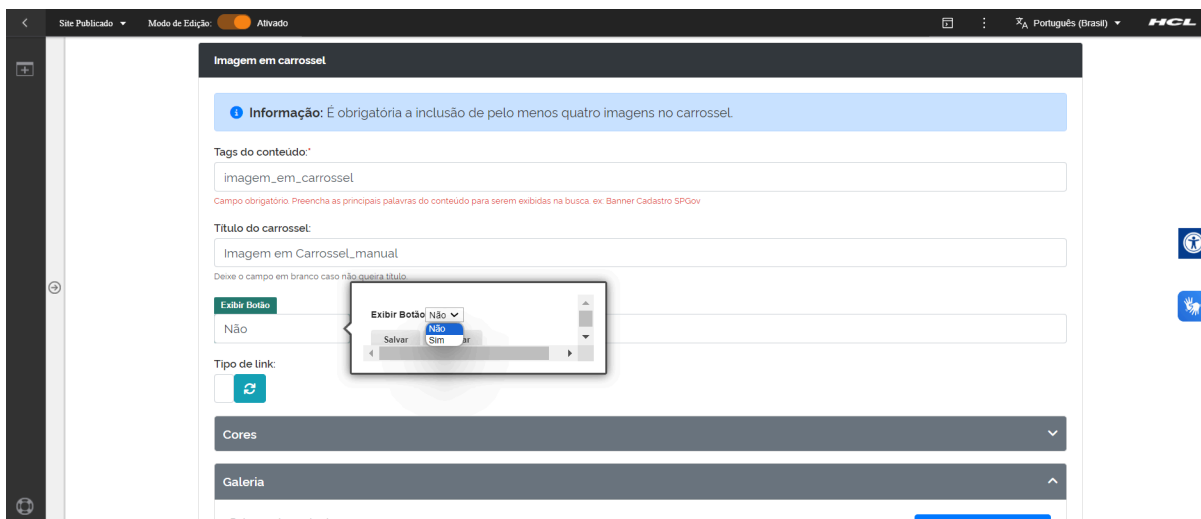 Site Publicado
Modo de Edição:
Ativado
Português (Brasil)
HCL
Imagem em carrossel
Informação: É obrigatória a inclusão de pelo menos quatro imagens no carrossel.
Tags do conteúdo:*
imagem_em_carrossel
Campo obrigatório. Preencha as principais palavras do conteúdo para serem exibidas na busca. ex: Banner Cadastro SPGov
Título do carrossel:
Imagem em Carrossel_manual
Deixe o campo em branco caso não queira título.
Exibir Botão
Não
Exibir Botão Não
Não
Sim
Salvar
Tipo de link:
Cores
Galeria